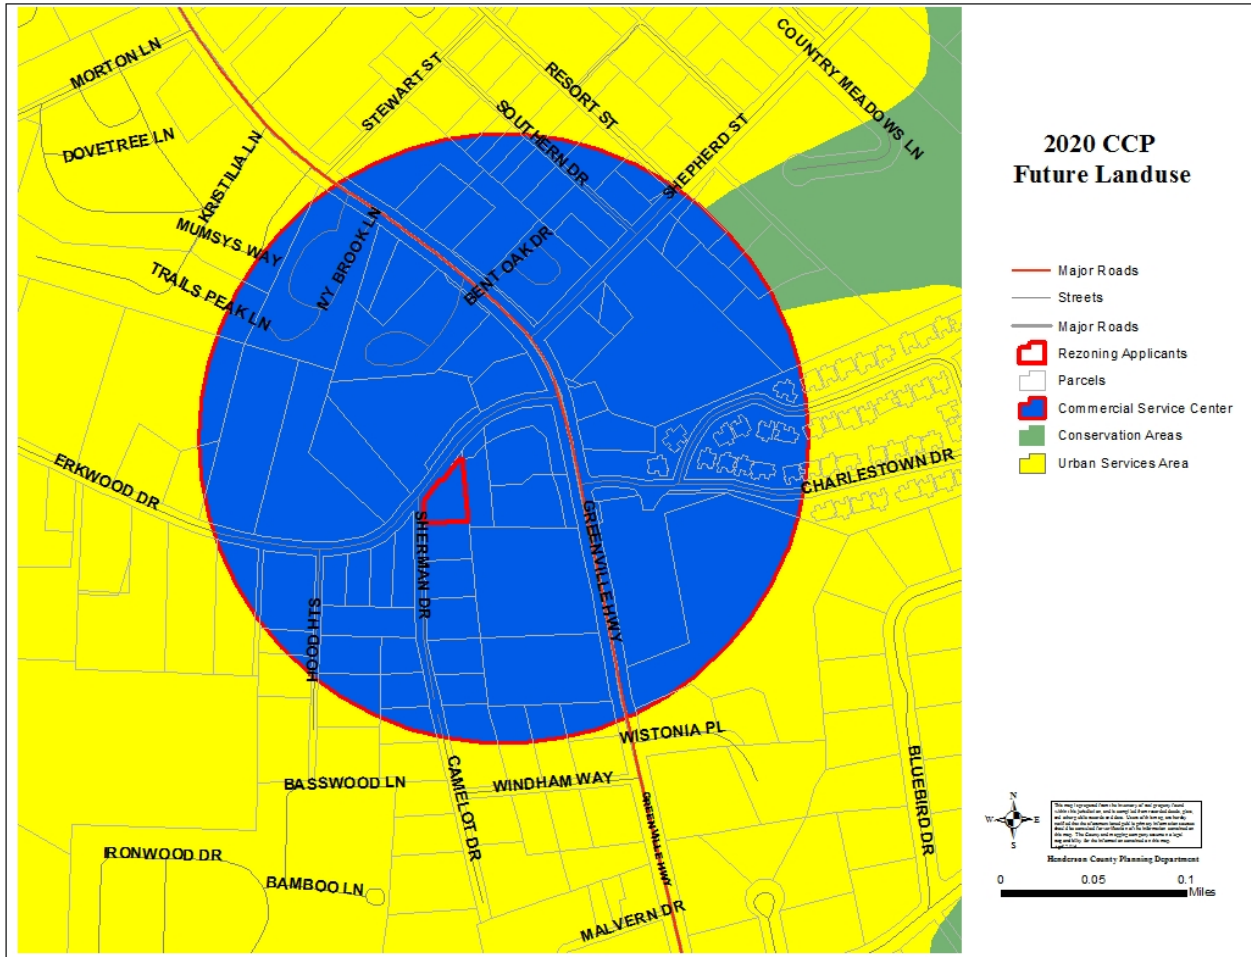 MORTON LN
DOVETREE LN
KRISTILIA LN
MUMSYS WAY
TRAILS PEAK LN
NY BROOK LN
STEWART ST
SOUTHERN DR
RESORT ST
COUNTRY MEADOWS LN
SHEPHERD ST
BENT OAK DR
ERKWOOD DR
SHERMAN DR
HOOD HTS
GREENVILLE HWY
CHARLESTOWN DR
WISTONIA PL
WINDHAM WAY
BASSWOOD LN
CAMELOT DR
GREENVILLE HWY
BLUEBIRD DR
IRONWOOD DR
BAMBOO LN
MALVERN DR
2020 CCP
Future Landuse
Major Roads
Streets
Major Roads
Rezoning Applicants
Parcels
Commercial Service Center
Conservation Areas
Urban Services Area
N
W
E
S
Henderson County Planning Department
0
0.05
0.1
Miles